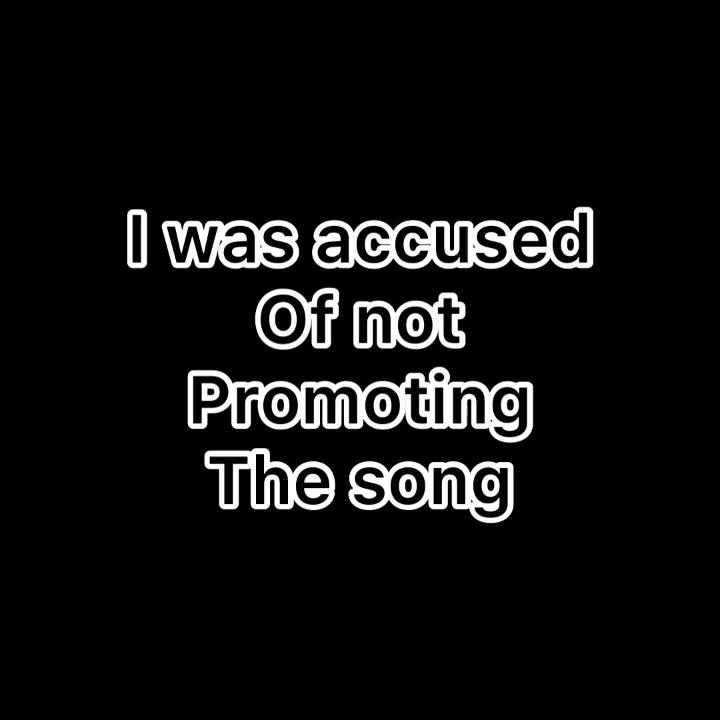 I was accused
Of not
Promoting
The song